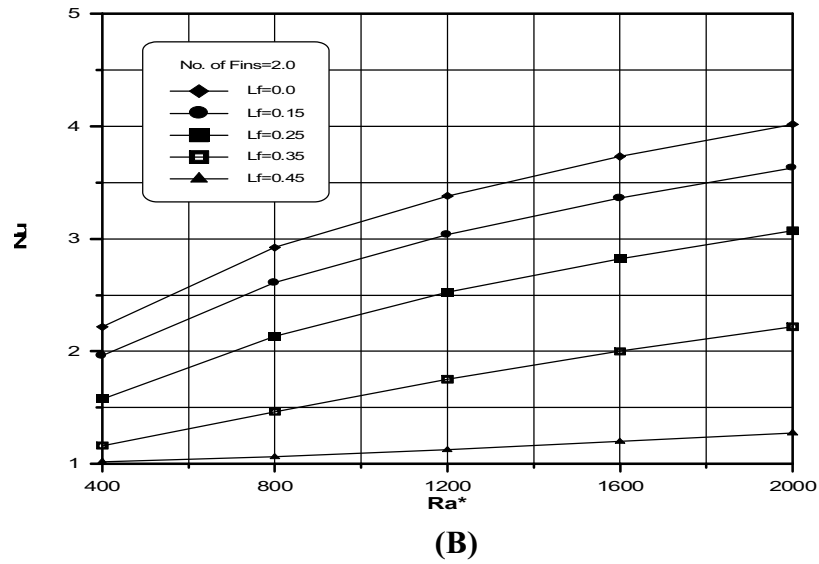 5
No. of Fins=2.0
Lf=0.0
Lf=0.15
Lf=0.25
Lf=0.35
Lf=0.45
4
3
2
1
Nu
400 800 1200 1600 2000
Ra*
(B)